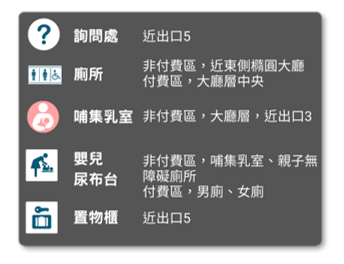 詢問處 近出口5
廁所 非付費區，近東側橢圓大廳
付費區，大廳層中央
哺集乳室 非付費區，大廳層，近出口3
嬰兒
尿布台
非付費區，哺集乳室、親子無
障礙廁所
付費區，男廁、女廁
置物櫃 近出口5